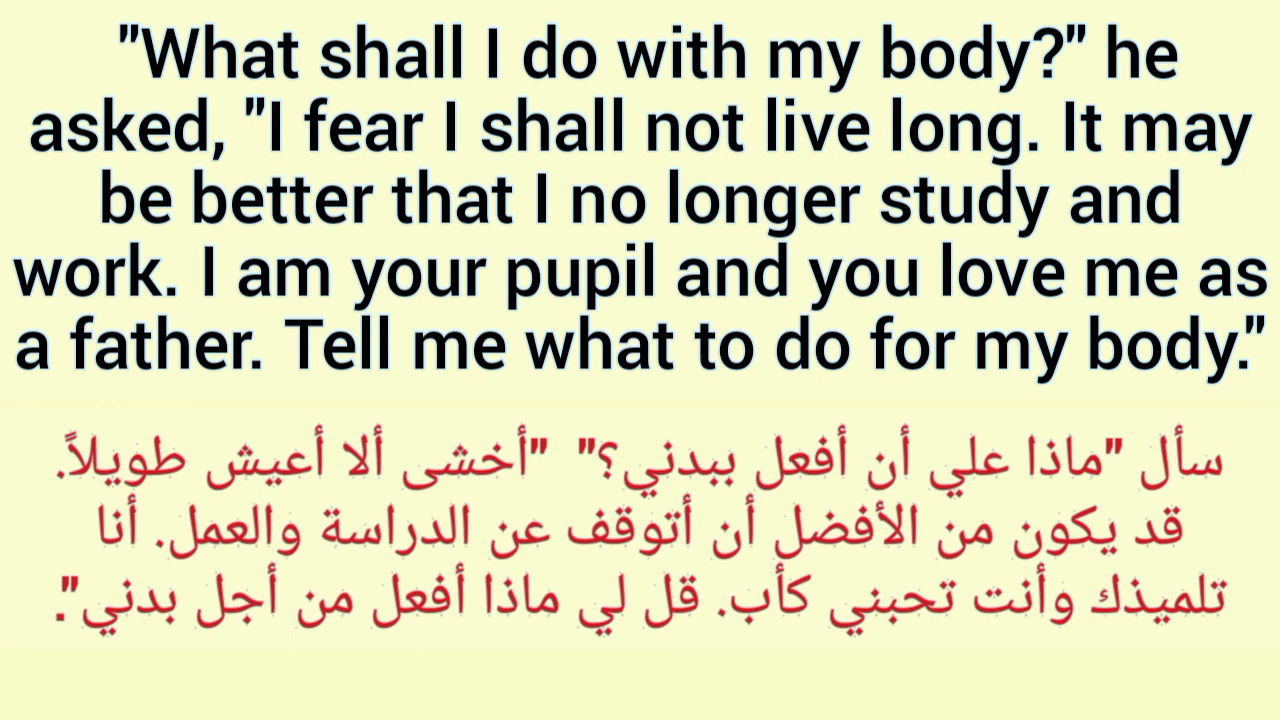 "What shall I do with my body?" he
asked, "I fear I shall not live long. It may
be better that I no longer study and
work. I am your pupil and you love me as
a father. Tell me what to do for my body."
سأل "ماذا علي أن أفعل ببدني؟" "أخشى ألا أعيش طويلاً.
قد يكون من الأفضل أن أتوقف عن الدراسة والعمل. أنا
تلميذك وأنت تحبني كأب. قل لي ماذا أفعل من أجل بدني".